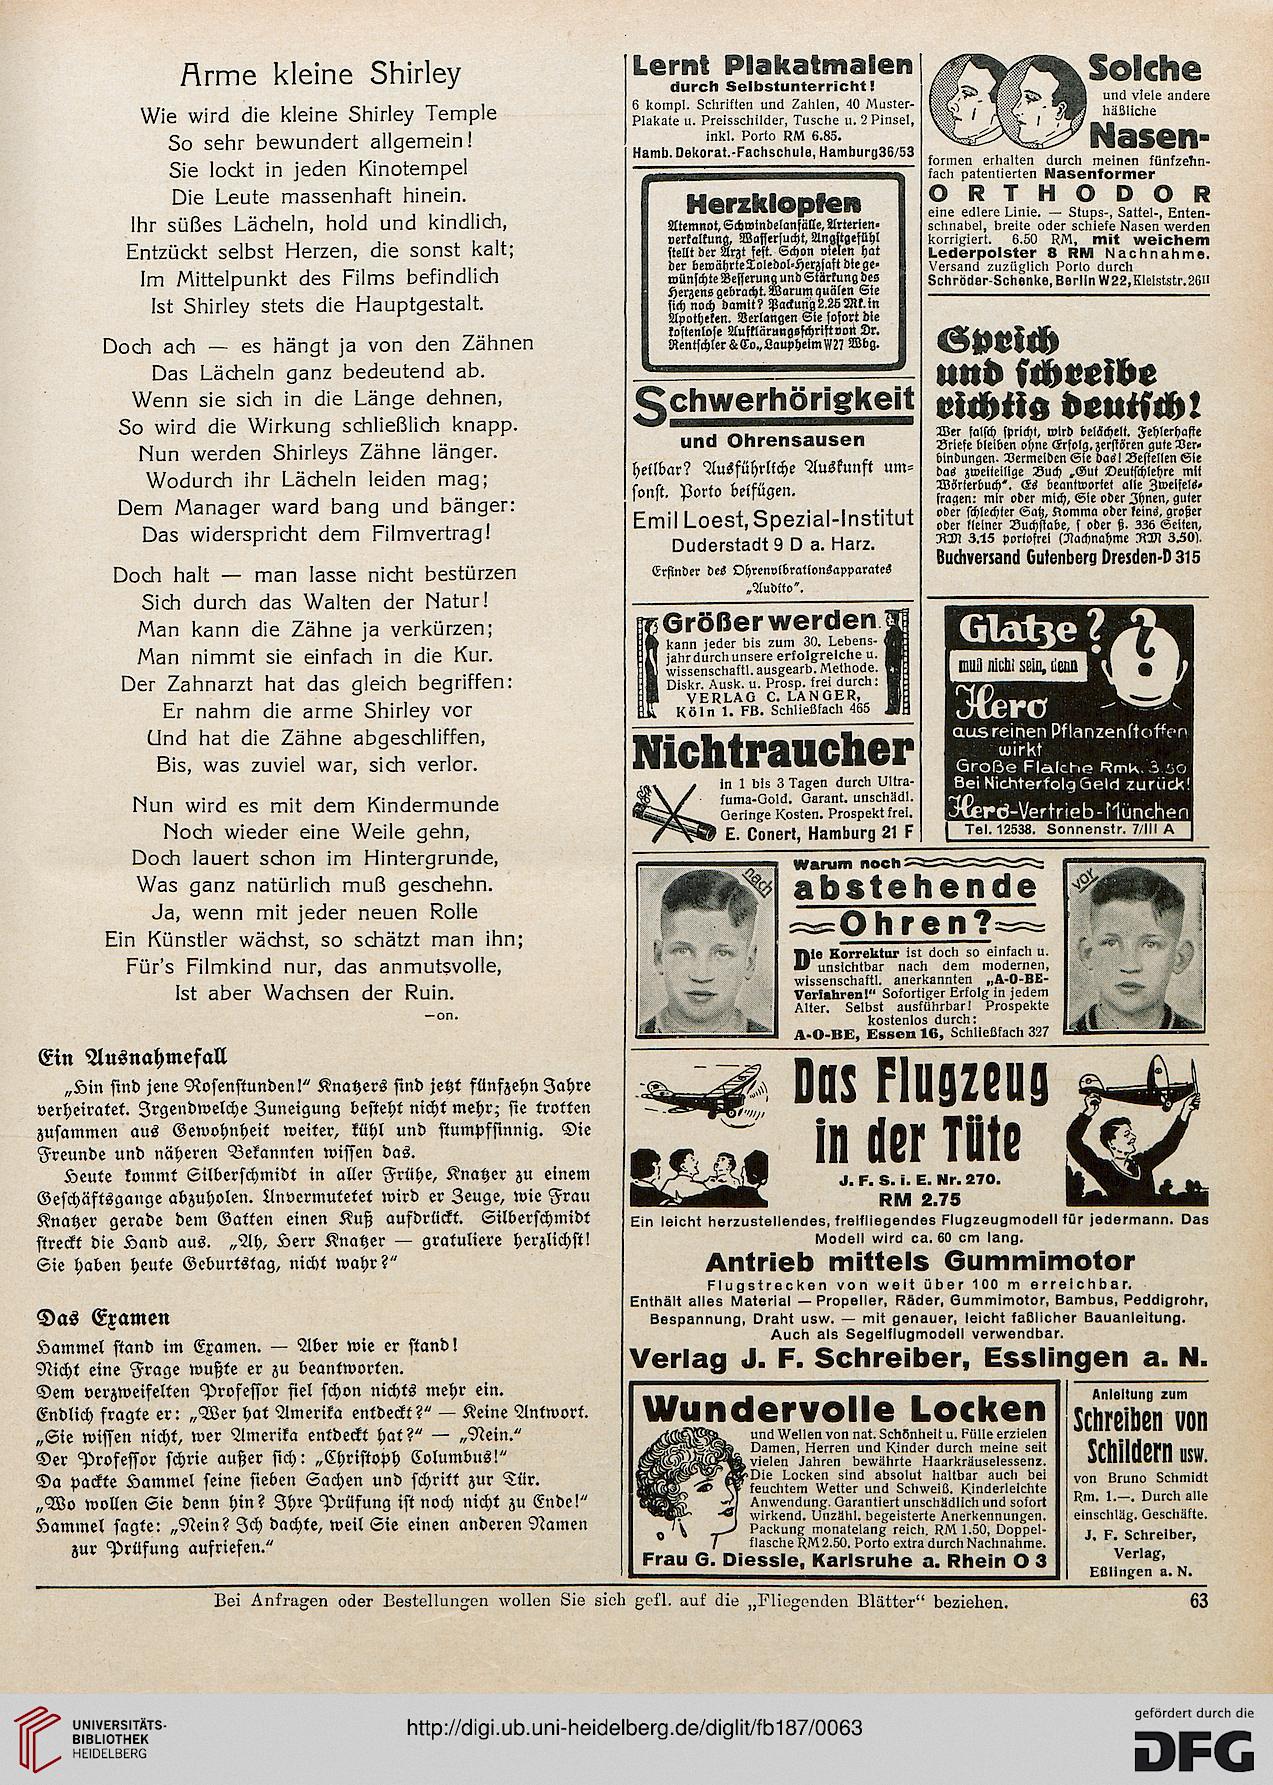 Arme kleine Shirley
Wie wird die kleine Shirley Temple
So sehr bewundert allgemein!
Sie lockt in jeden Kinotempel
Die Leute massenhaft hinein.
Ihr süßes Lächeln, hold und kindlich,
Entzückt selbst Herzen, die sonst kalt;
Im Mittelpunkt des Films befindlich
Ist Shirley stets die Hauptgestalt.
Doch ach — es hängt ja von den Zähnen
Das Lächeln ganz bedeutend ab.
Wenn sie sich in die Länge dehnen,
So wird die Wirkung schließlich knapp.
Nun werden Shirleys Zähne länger.
Wodurch ihr Lächeln leiden mag;
Dem Manager ward bang und bänger:
Das widerspricht dem Filmvertrag!
Doch halt — man lasse nicht bestürzen
Sich durch das Walten der Natur!
Man kann die Zähne ja verkürzen;
Man nimmt sie einfach in die Kur.
Der Zahnarzt hat das gleich begriffen:
Er nahm die arme Shirley vor
Und hat die Zähne abgeschliffen,
Bis, was zuviel war, sich verlor.
Nun wird es mit dem Kindermunde
Noch wieder eine Weile gehn,
Doch lauert schon im Hintergrunde,
Was ganz natürlich muß geschehn.
Ja, wenn mit jeder neuen Rolle
Ein Künstler wächst, so schätzt man ihn;
Für's Filmkind nur, das anmutsvolle,
Ist aber Wachsen der Ruin.
—on.
Ein Ausnahmefall
„Hin sind jene Rosenstunden!" Knatzers sind jetzt fünfzehn Jahre
verheiratet. Irgendwelche Zuneigung besteht nicht mehr; sie trotten
zusammen aus Gewohnheit weiter, kühl und stumpfsinnig. Die
Freunde und näheren Bekannten wissen das.
Heute kommt Silberschmidt in aller Frühe, Knatzer zu einem
Geschäftsgange abzuholen. Unvermutetet wird er Zeuge, wie Frau
Knatzer gerade dem Gatten einen Kuß aufdrückt. Silberschmidt
streckt die Hand aus. „Ah, Herr Knatzer — gratuliere herzlichst!
Sie haben heute Geburtstag, nicht wahr?"
Das Examen
Hammel stand im Examen. — Aber wie er stand!
Nicht eine Frage wußte er zu beantworten.
Dem verzweifelten Professor fiel schon nichts mehr ein.
Endlich fragte er: „Wer hat Amerika entdeckt?" — Keine Antwort.
„Sie wissen nicht, wer Amerika entdeckt hat?" — „Nein."
Der Professor schrie außer sich: „Christoph Columbus!"
Da packte Hammel seine sieben Sachen und schritt zur Tür.
„Wo wollen Sie denn hin? Ihre Prüfung ist noch nicht zu Ende!"
Hammel sagte: „Nein? Ich dachte, weil Sie einen anderen Namen
zur Prüfung aufriefen."
Lernt Plakatmalen
durch Selbstunterricht!
6 kompl. Schriften und Zahlen, 40 Muster-
Plakate u. Preisschilder, Tusche u. 2 Pinsel,
inkl. Porto RM 6.85.
Hamb. Dekorat.-Fachschule, Hamburg 36/53
Herzklopfen
Atemnot, Schwindelanfälle, Arterien-
verkalkung, Wassersucht, Angstgefühl
stellt der Arzt fest. Schon vielen hat
der bewährte Toledol-Herzsaft die ge-
wünschte Besserung und Stärkung des
Herzens gebracht. Warum quälen Sie
sich noch damit? Packung 2.25 Mk. in
Apotheken. Verlangen Sie sofort die
kostenlose Aufklärungsschrift von Dr.
Rentschler & Co., Laupheim W 27 Wbg.
Schwerhörigkeit
und Ohrensausen
heilbar? Ausführliche Auskunft um-
sonst. Porto beifügen.
Emil Loest, Spezial-Institut
Duderstadt 9 D a. Harz.
Erfinder des Ohrenvibrationsapparates
„Audito".
Größer werden
kann jeder bis zum 30. Lebens-
jahr durch unsere erfolgreiche u.
wissenschaftl. ausgearb. Methode.
Diskr. Ausk. u. Prosp. frei durch:
VERLAG C. LANGER,
Köln 1. FB. Schließfach 465
Nichtraucher
in 1 bis 3 Tagen durch Ultra-
fuma-Gold. Garant. unschädl.
Geringe Kosten. Prospekt frei.
E. Conert, Hamburg 21 F
Solche
und viele andere
häßliche
Nasen-
formen erhalten durch meinen fünfzehn-
fach patentierten Nasenformer
ORTHODOR
eine edlere Linie. — Stups-, Sattel-, Enten-
schnabel, breite oder schiefe Nasen werden
korrigiert. 6.50 RM, mit weichem
Lederpolster 8 RM Nachnahme.
Versand zuzüglich Porto durch
Schröder-Schenke, Berlin W22, Kleiststr. 26II
Sprich
und schreibe
richtig deutsch!
Wer falsch spricht, wird belächelt. Fehlerhafte
Briefe bleiben ohne Erfolg, zerstören gute Ver-
bindungen. Vermeiden Sie das! Bestellen Sie
das zweiteilige Buch „Gut Deutschlehre mit
Wörterbuch". Es beantwortet alle Zweifels-
fragen: mir oder mich, Sie oder Ihnen, guter
oder schlechter Satz, Komma oder keins, großer
oder kleiner Buchstabe, s oder ß. 336 Seiten,
RM 3.15 portofrei (Nachnahme RM 3.50).
Buchversand Gutenberg Dresden-D 315
Glatze?
muß nicht sein, denn
Hero
aus reinen Pflanzenstoffen
wirkt
Große Flasche Rmk. 3.50
Bei Nichterfolg Geld zurück!
Hero-Vertrieb-München
Tel. 12538. Sonnenstr. 7/III A
nach
Warum noch
abstehende
Ohren?
Die Korrektur ist doch so einfach u.
unsichtbar nach dem modernen,
wissenschaftl. anerkannten „A-O-BE-
Verfahren!" Sofortiger Erfolg in jedem
Alter. Selbst ausführbar! Prospekte
kostenlos durch:
A-O-BE, Essen 16, Schließfach 327
vor
Das Flugzeug
in der Tüte
J. F. S. i. E. Nr. 270.
RM 2.75
Ein leicht herzustellendes, freifliegendes Flugzeugmodell für jedermann. Das
Modell wird ca. 60 cm lang.
Antrieb mittels Gummimotor
Flugstrecken von weit über 100 m erreichbar.
Enthält alles Material — Propeller, Räder, Gummimotor, Bambus, Peddigrohr,
Bespannung, Draht usw. — mit genauer, leicht faßlicher Bauanleitung.
Auch als Segelflugmodell verwendbar.
Verlag J. F. Schreiber, Esslingen a. N.
Wundervolle Locken
und Wellen von nat. Schönheit u. Fülle erzielen
Damen, Herren und Kinder durch meine seit
vielen Jahren bewährte Haarkräuselessenz.
Die Locken sind absolut haltbar auch bei
feuchtem Wetter und Schweiß. Kinderleichte
Anwendung. Garantiert unschädlich und sofort
wirkend. Unzähl. begeisterte Anerkennungen.
Packung monatelang reich. RM 1.50, Doppel-
flasche RM 2.50. Porto extra durch Nachnahme.
Frau G. Diessle, Karlsruhe a. Rhein O 3
Anleitung zum
Schreiben von
Schildern usw.
von Bruno Schmidt
Rm. 1.—. Durch alle
einschläg. Geschäfte.
J. F. Schreiber,
Verlag,
Eßlingen a. N.
Bei Anfragen oder Bestellungen wollen Sie sich gefl. auf die „Fliegenden Blätter" beziehen.
63
UNIVERSITÄTS-
BIBLIOTHEK
HEIDELBERG
http://digi.ub.uni-heidelberg.de/diglit/fb187/0063
gefördert durch die
DFG